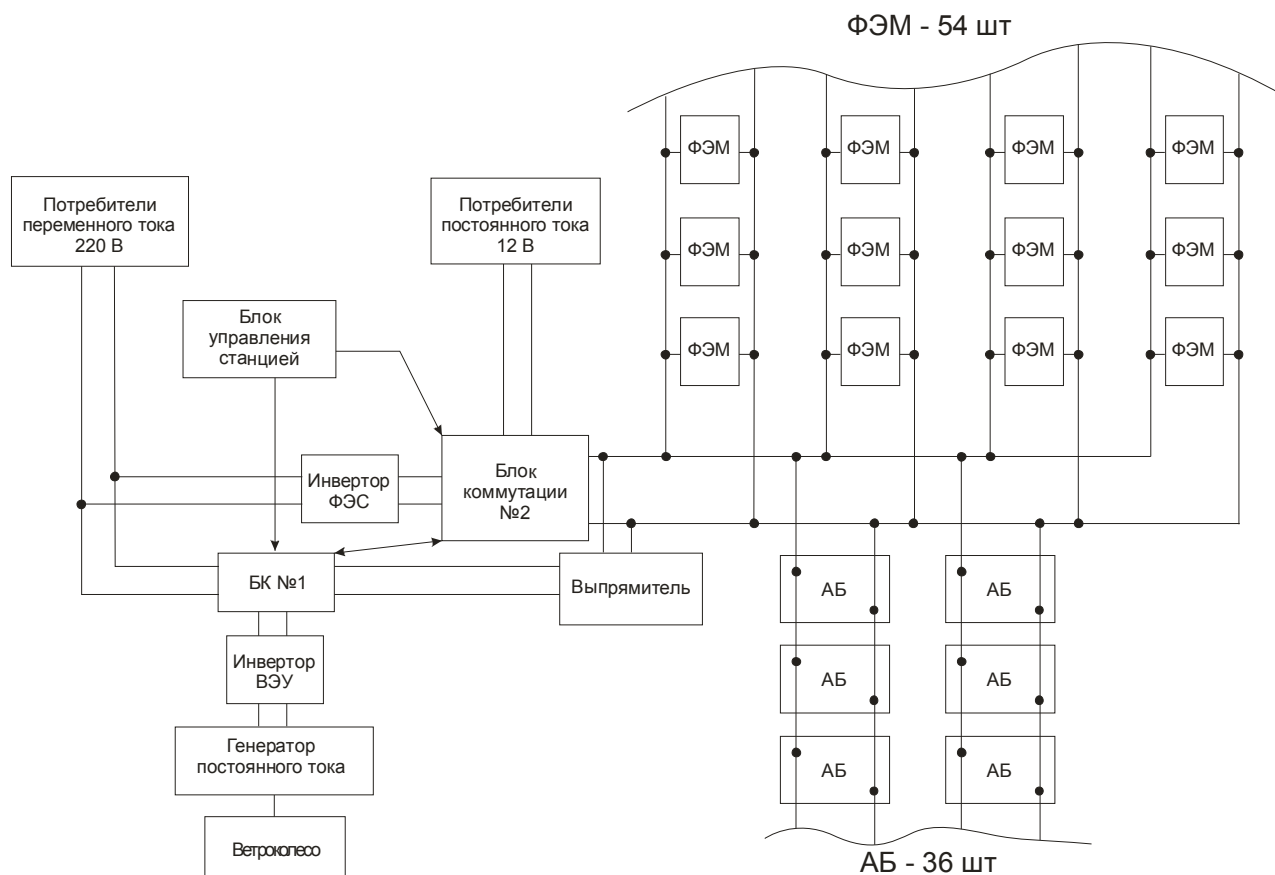 ФЭМ - 54 шт
ФЭМ
ФЭМ
ФЭМ
ФЭМ
Потребители
переменного тока
220 В
Потребители
постоянного тока
12 В
ФЭМ
ФЭМ
ФЭМ
ФЭМ
Блок
управления
станцией
ФЭМ
ФЭМ
ФЭМ
ФЭМ
Инвертор
ФЭС
Блок
коммутации
№2
БК №1
Выпрямитель
АБ
АБ
Инвертор
ВЭУ
АБ
АБ
Генератор
постоянного тока
АБ
АБ
Ветроколесо
АБ - 36 шт